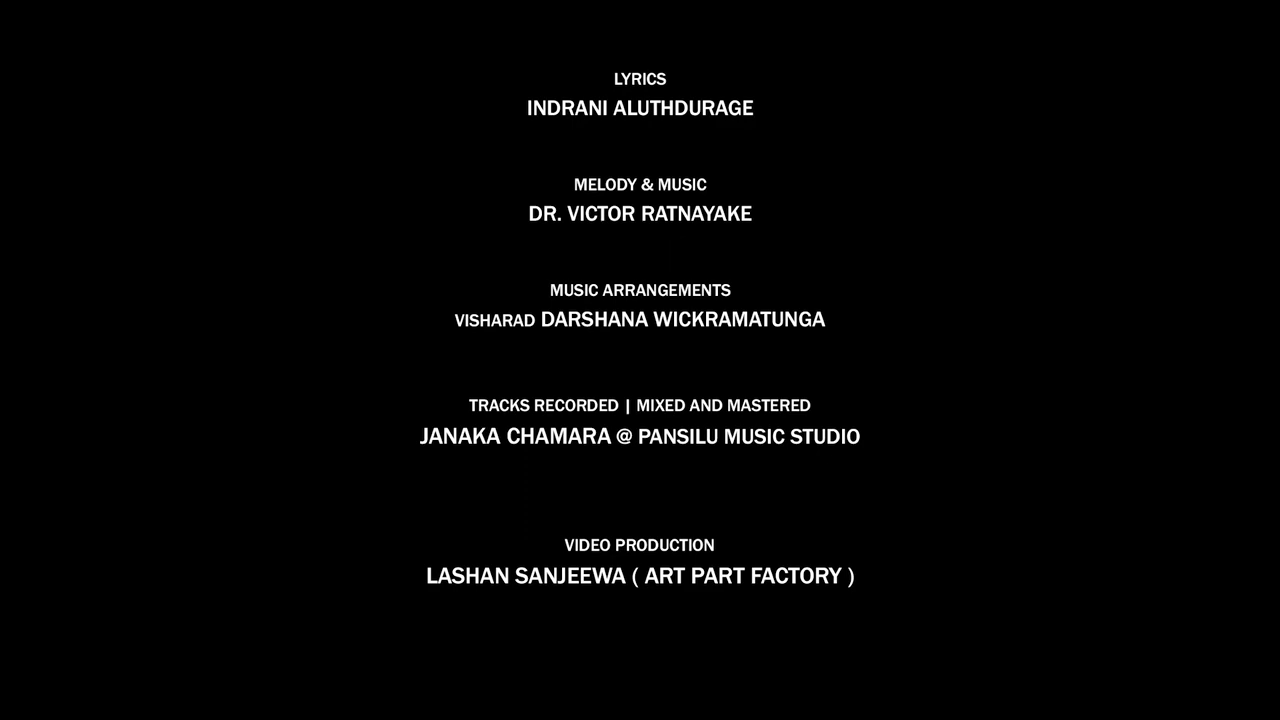 LYRICS
INDRANI ALUTHDURAGE
MELODY & MUSIC
DR. VICTOR RATNAYAKE
MUSIC ARRANGEMENTS
VISHARAD DARSHANA WICKRAMATUNGA
TRACKS RECORDED | MIXED AND MASTERED
JANAKA CHAMARA @ PANSILU MUSIC STUDIO
VIDEO PRODUCTION
LASHAN SANJEEWA ( ART PART FACTORY )